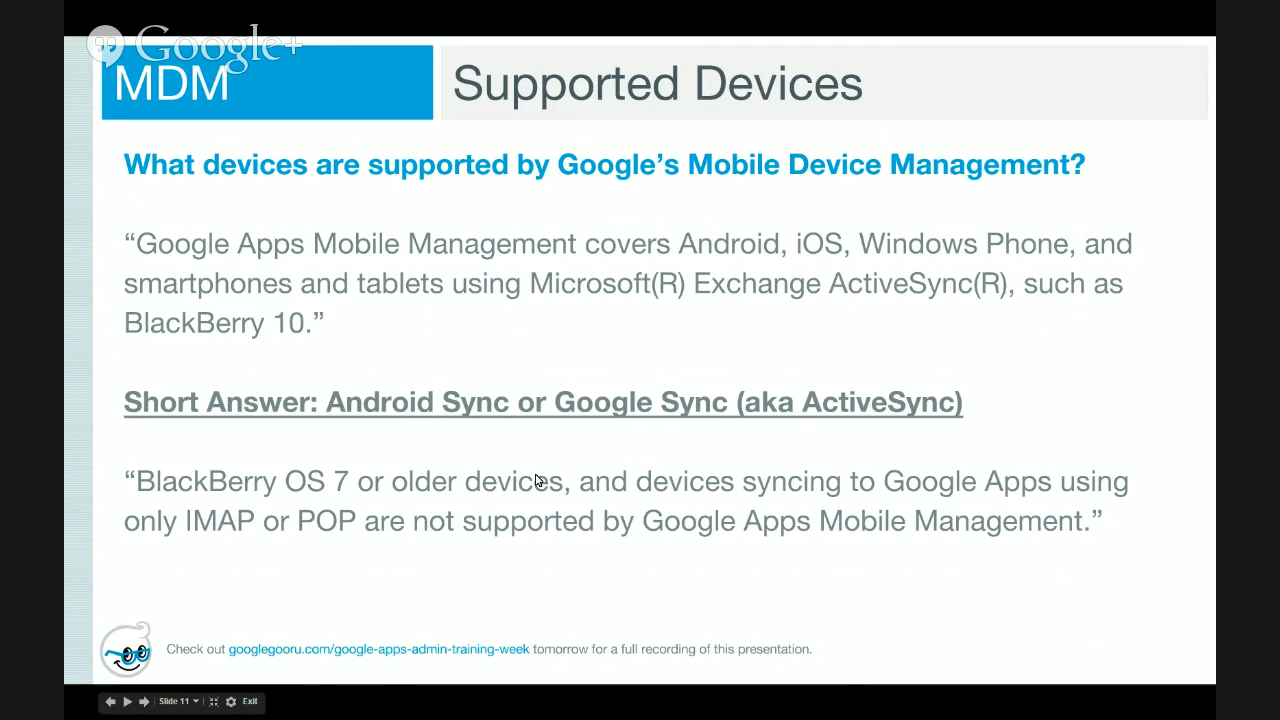 Google+
MDM
Supported Devices
What devices are supported by Google’s Mobile Device Management?
“Google Apps Mobile Management covers Android, iOS, Windows Phone, and
smartphones and tablets using Microsoft(R) Exchange ActiveSync(R), such as
BlackBerry 10.”
Short Answer: Android Sync or Google Sync (aka ActiveSync)
“BlackBerry OS 7 or older devices, and devices syncing to Google Apps using
only IMAP or POP are not supported by Google Apps Mobile Management.”
Check out googlegooru.com/google-apps-admin-training-week tomorrow for a full recording of this presentation.
Slide 11 Exit